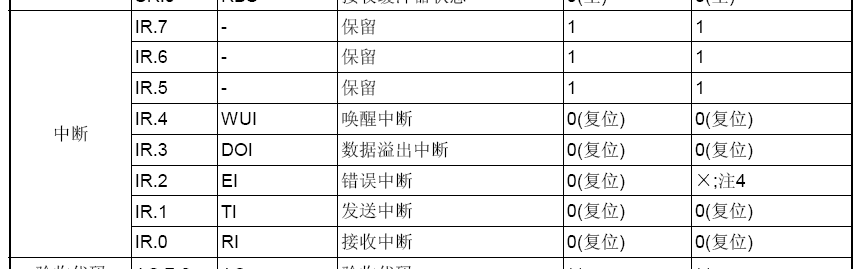 IR.7 - 保留 1 1
IR.6 - 保留 1 1
IR.5 - 保留 1 1
中断 IR.4 WUI 唤醒中断 0(复位) 0(复位)
IR.3 DOI 数据溢出中断 0(复位) 0(复位)
IR.2 EI 错误中断 0(复位) ×;注4
IR.1 TI 发送中断 0(复位) 0(复位)
IR.0 RI 接收中断 0(复位) 0(复位)